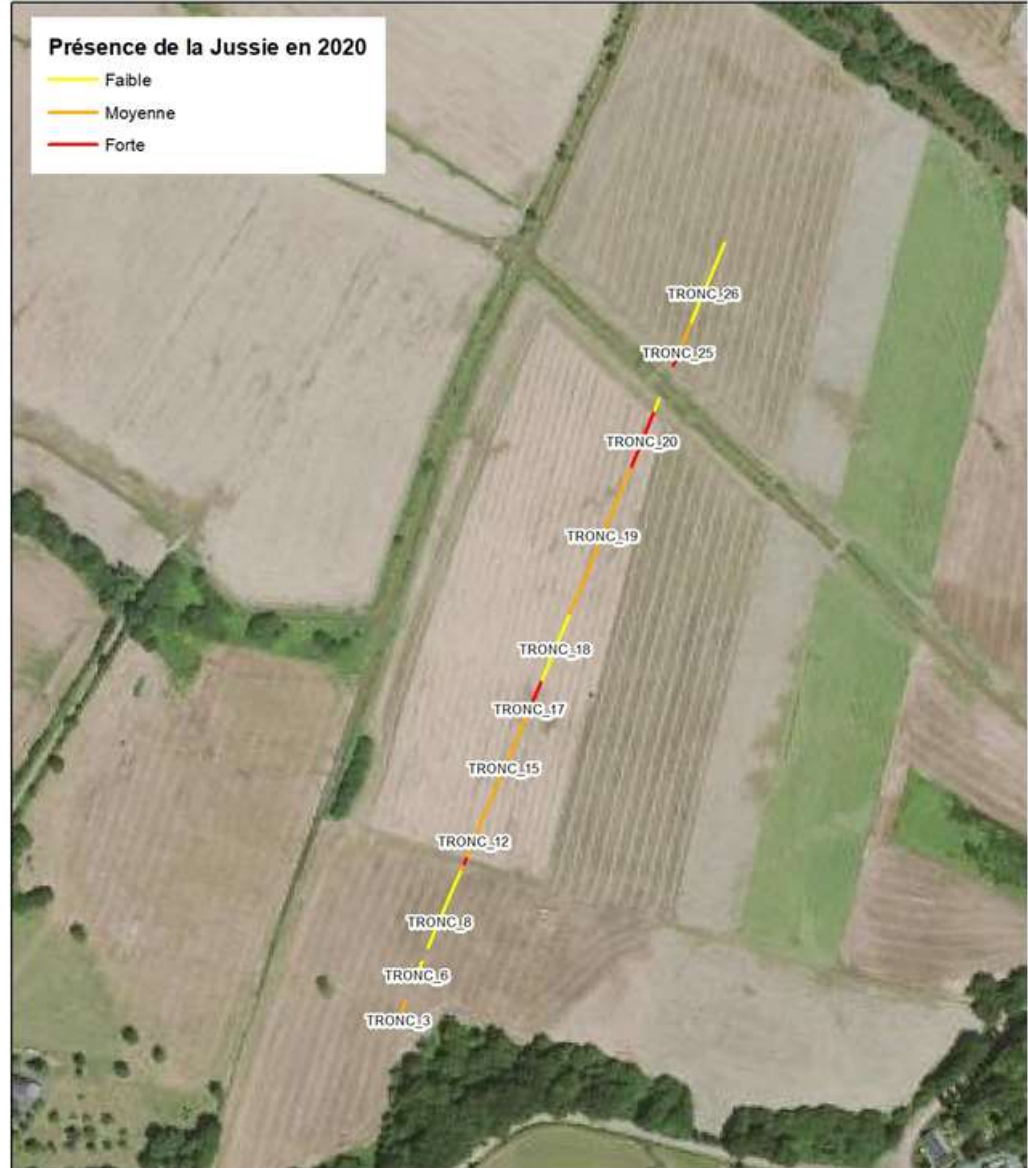 Présence de la Jussie en 2020
Faible
Moyenne
Forte
TRONC_26
TRONC_25
TRONC_20
TRONC_19
TRONC_18
TRONC_17
TRONC_15
TRONC_12
TRONC_8
TRONC_6
TRONC_3